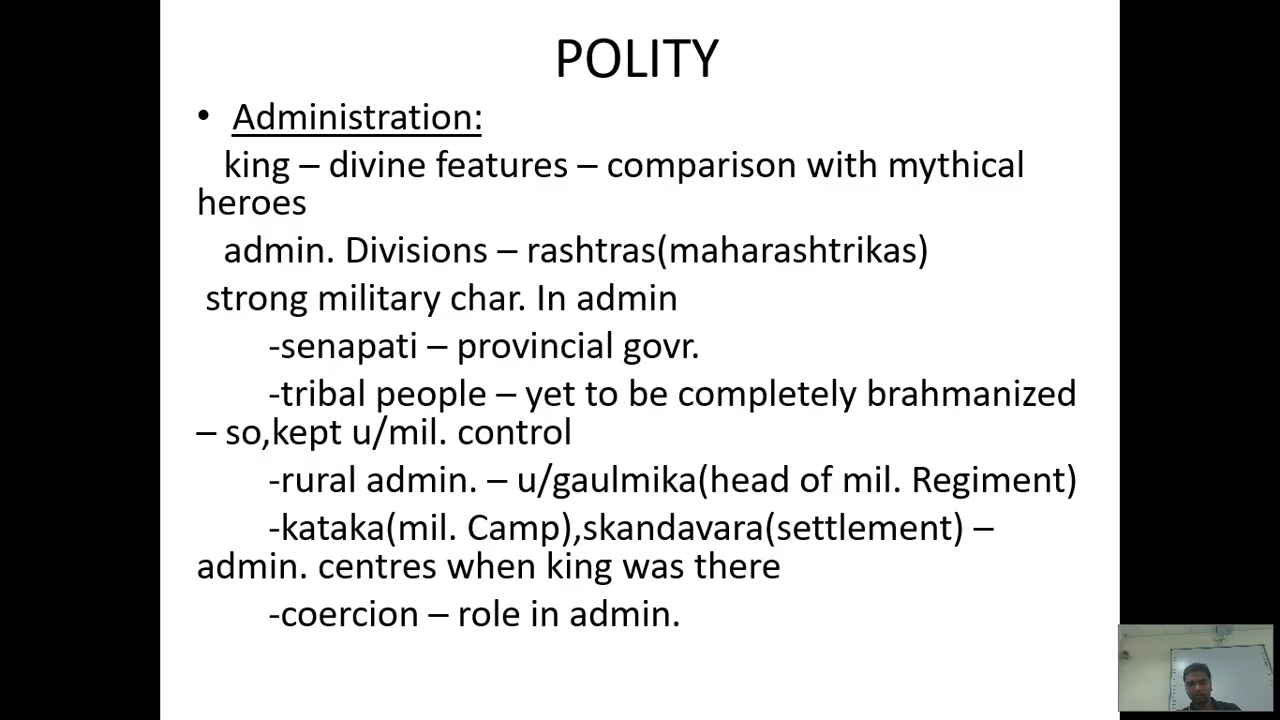 POLITY
• Administration:
king – divine features – comparison with mythical
heroes
admin. Divisions – rashtras(maharashtrikas)
strong military char. In admin
-senapati – provincial govr.
-tribal people – yet to be completely brahmanized
– so,kept u/mil. control
-rural admin. – u/gaulmika(head of mil. Regiment)
-kataka(mil. Camp),skandavara(settlement) –
admin. centres when king was there
-coercion – role in admin.